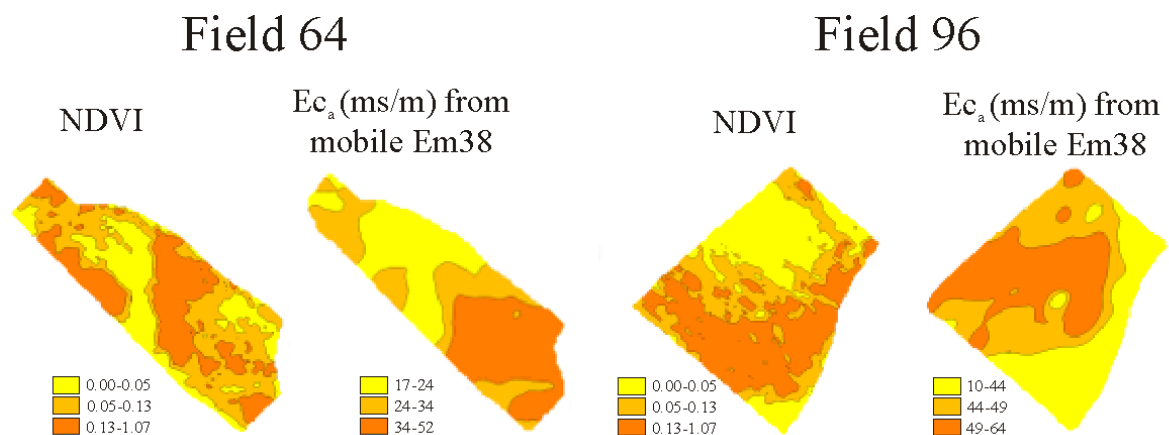 Field 64
Field 96
NDVI
Ec_a (ms/m) from
mobile Em38
NDVI
Ec_a (ms/m) from
mobile Em38
0.00-0.05
0.05-0.13
0.13-1.07
17-24
24-34
34-52
0.00-0.05
0.05-0.13
0.13-1.07
10-44
44-49
49-64